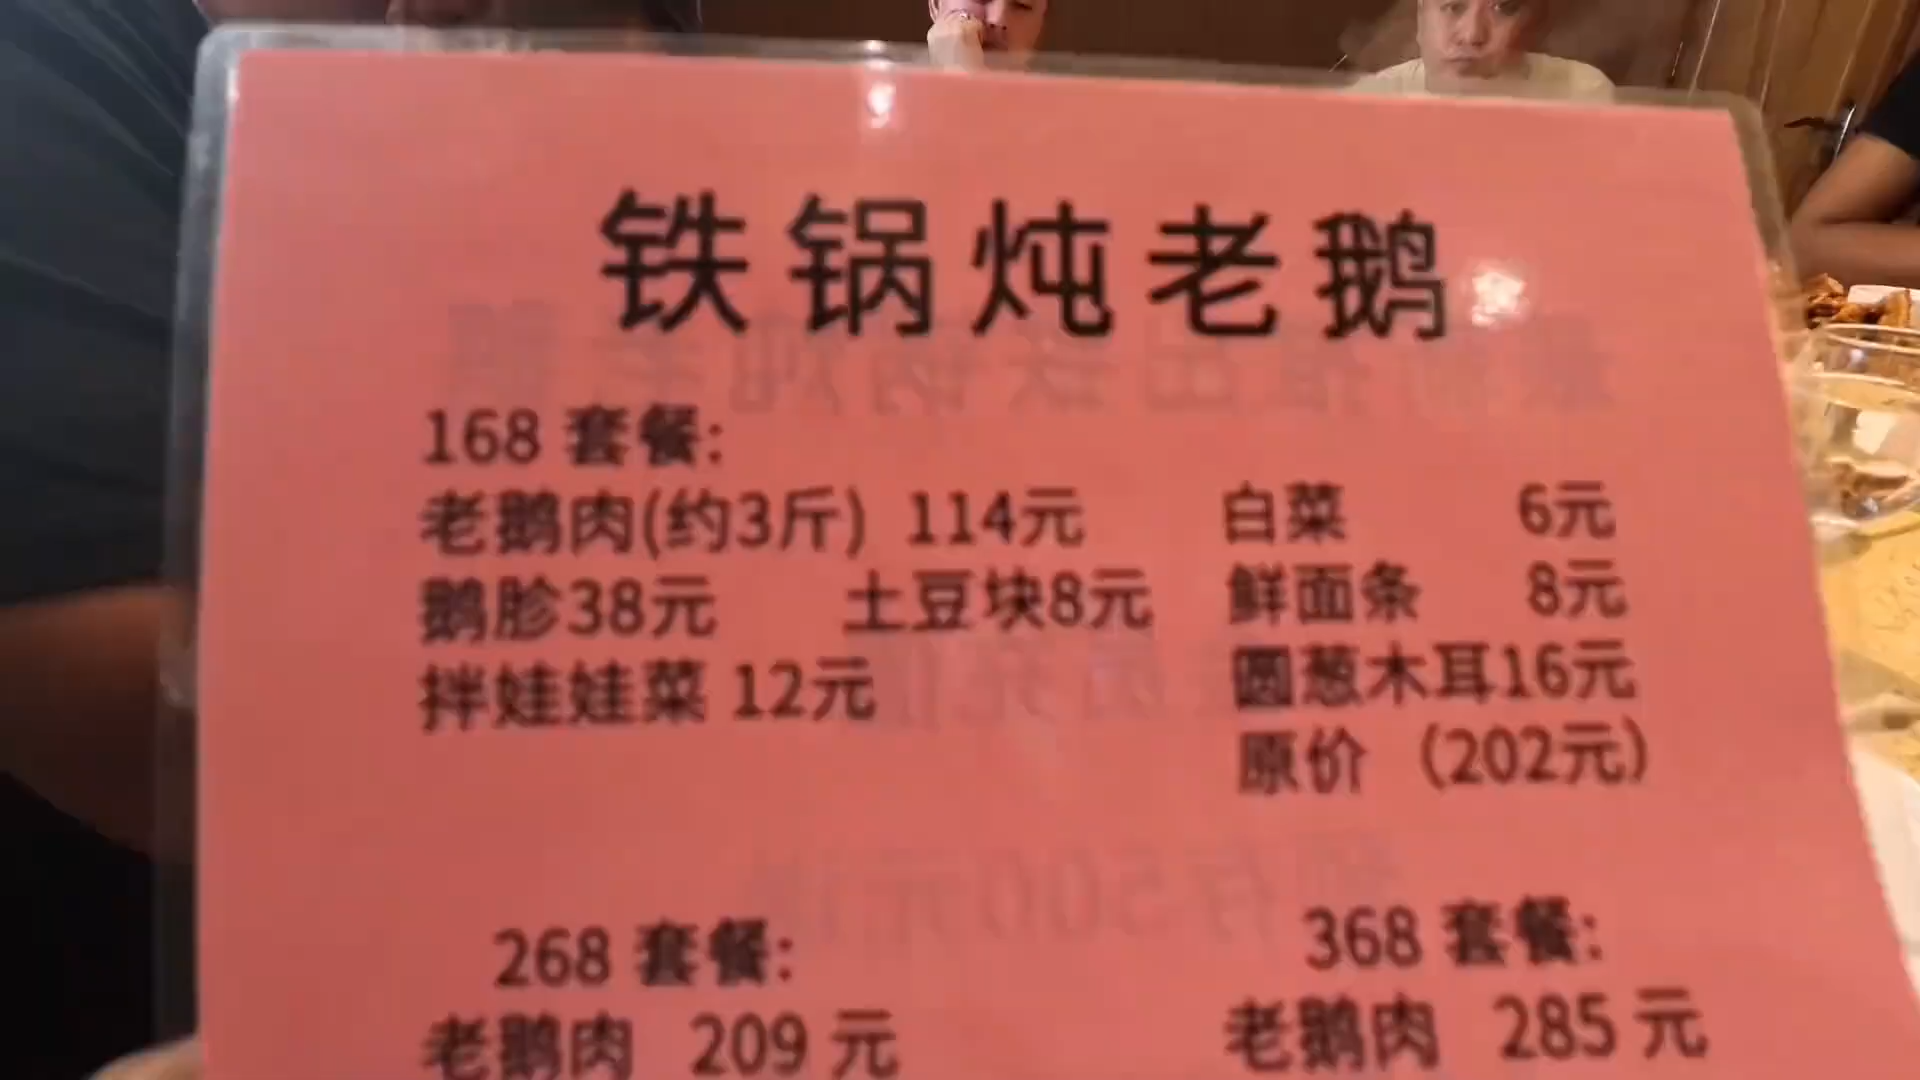 铁锅炖老鹅
168 套餐:
老鹅肉(约3斤) 114元 白菜 6元
鹅胗38元 土豆块8元 鲜面条 8元
拌娃娃菜 12元 圆葱木耳16元
原价 (202元)
268 套餐: 368 套餐:
老鹅肉 209 元 老鹅肉 285 元